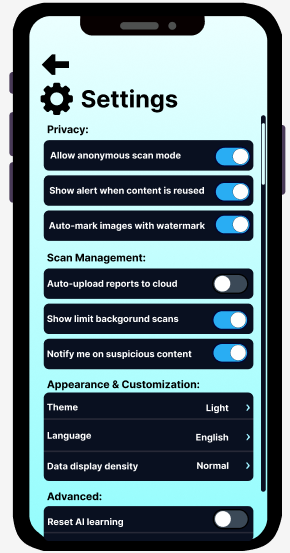 Settings
Privacy:
Allow anonymous scan mode
Show alert when content is reused
Auto-mark images with watermark
Scan Management:
Auto-upload reports to cloud
Show limit backgorund scans
Notify me on suspicious content
Appearance & Customization:
Theme Light >
Language English >
Data display density Normal >
Advanced:
Reset AI learning